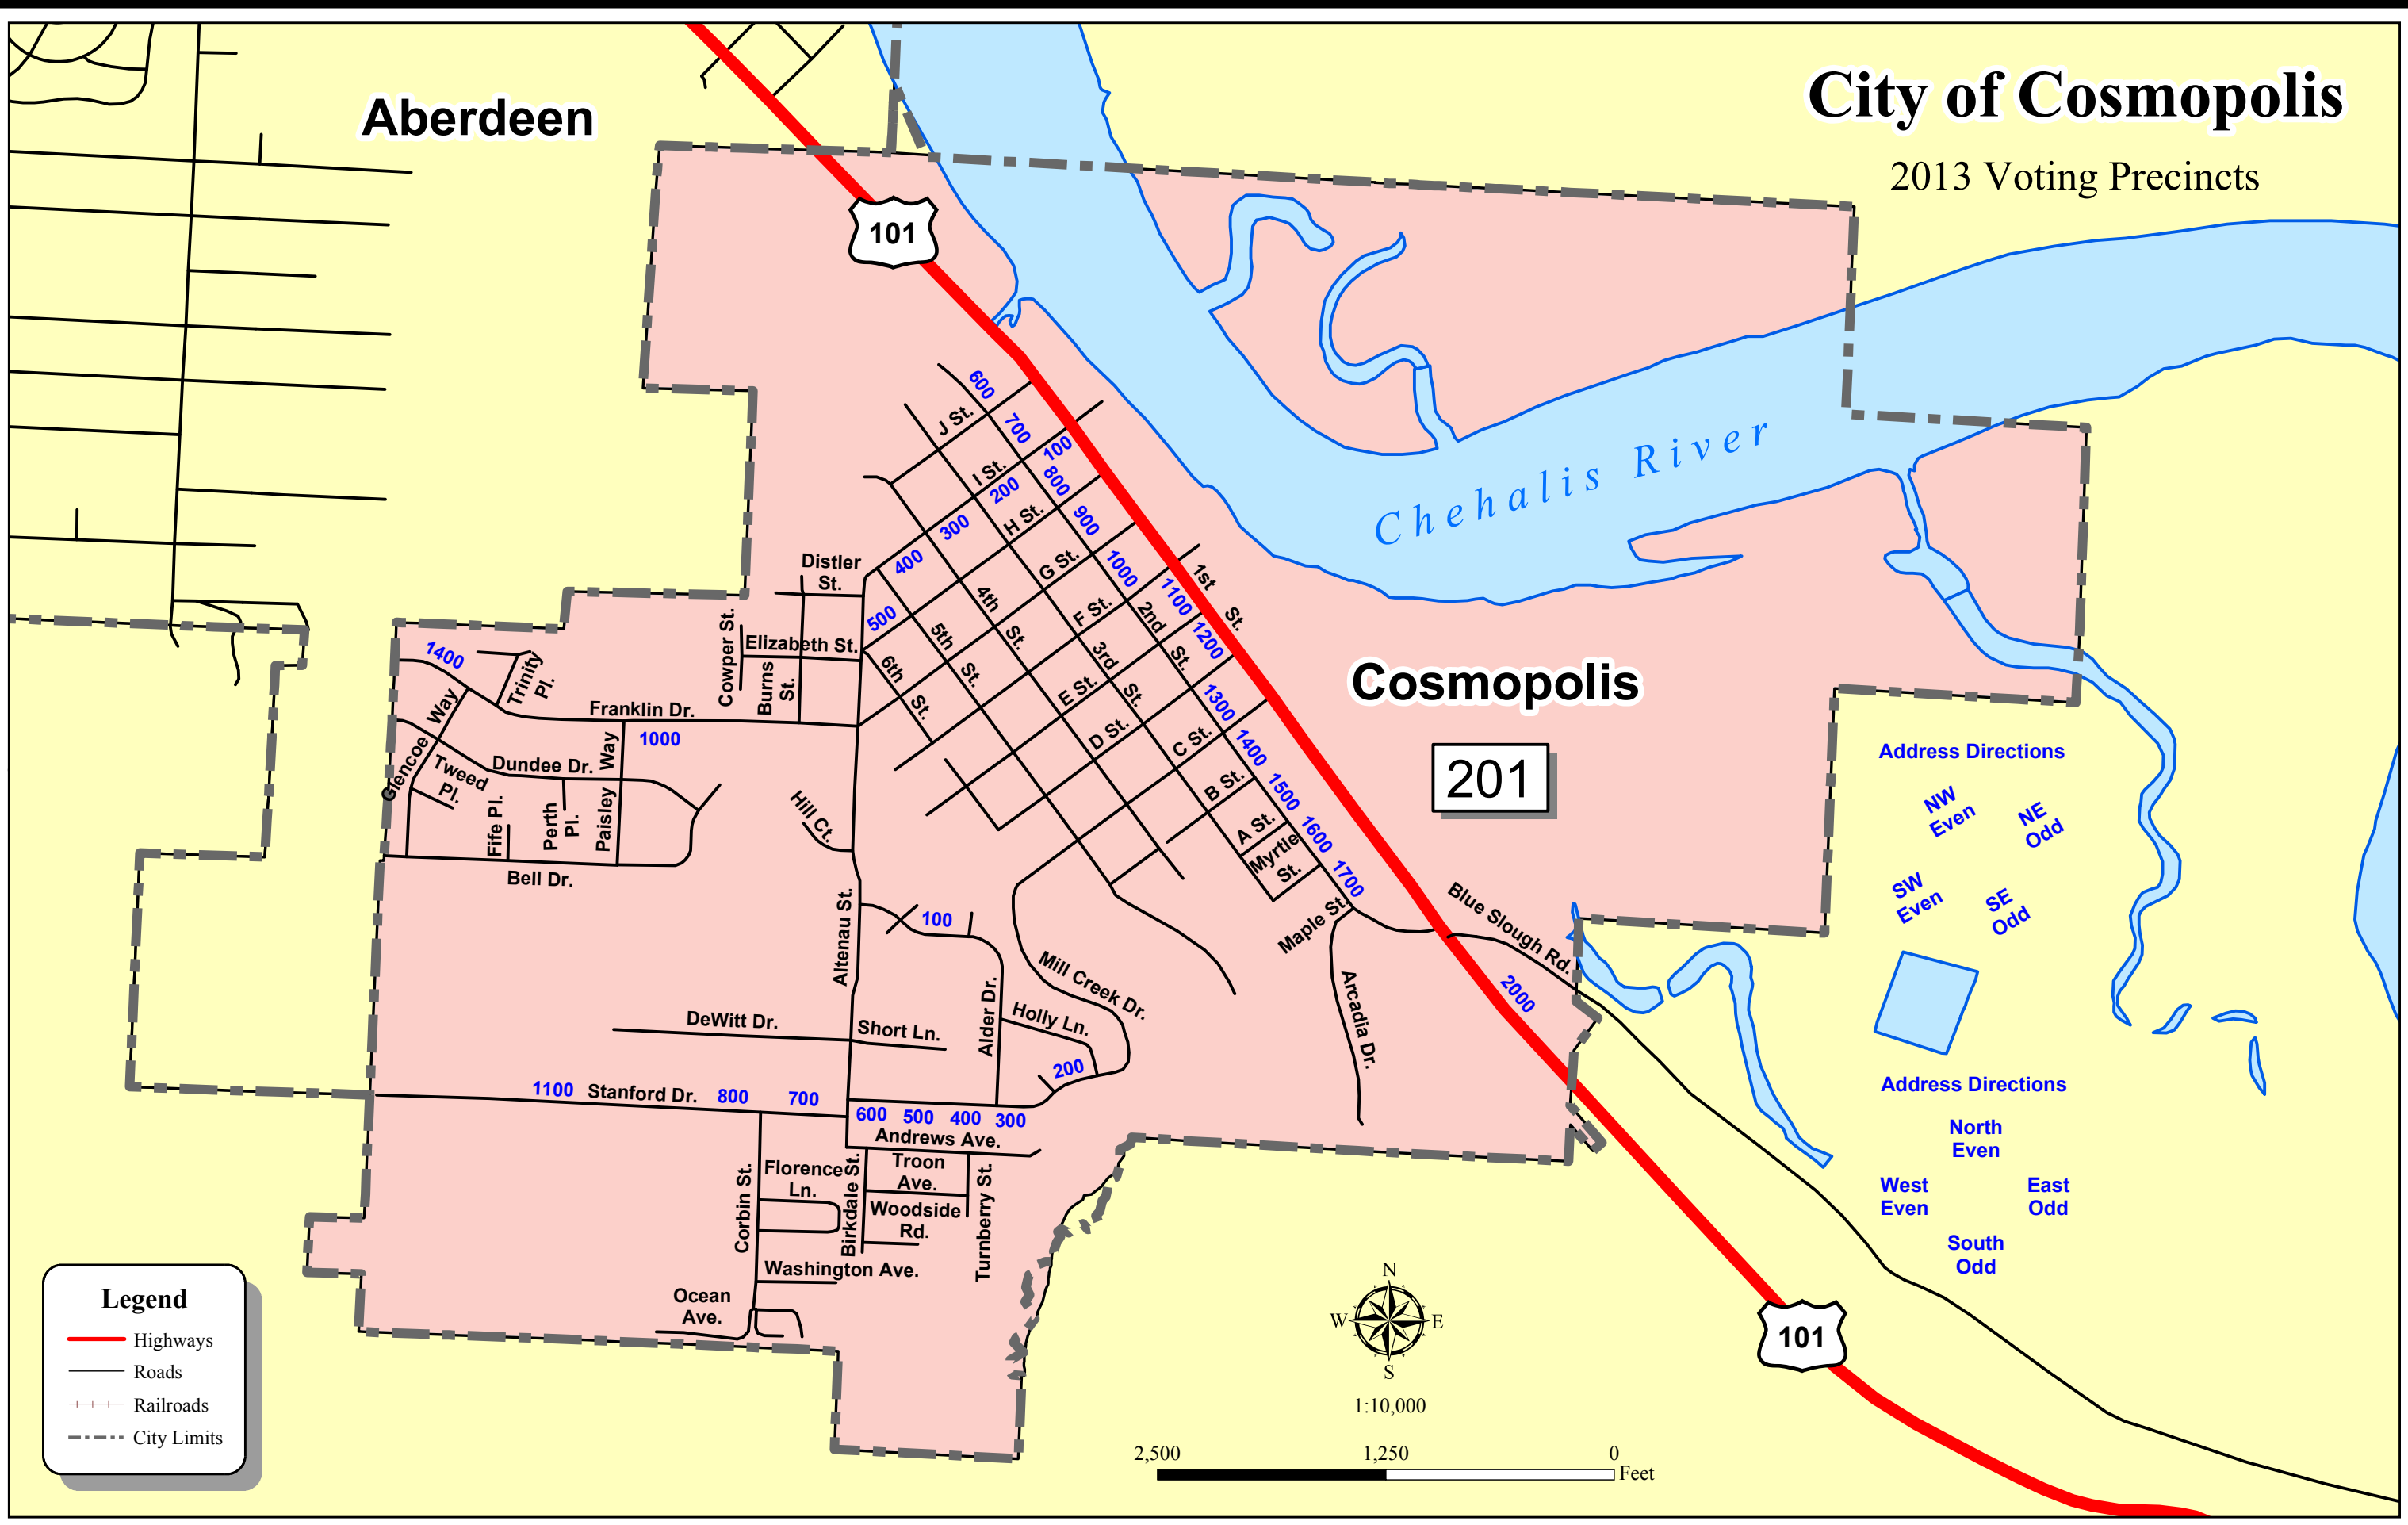 City of Cosmopolis
2013 Voting Precincts
Aberdeen
101
600
J St.
700
100
I St.
800
200
H St.
900
300
400
G St.
1000
Distler
St.
1st
St.
1100
4th
St.
F St.
2nd
St.
1200
500
Cowper St.
Elizabeth St.
Burns
St.
5th
St.
3rd
St.
6th
St.
E St.
1300
Chehalis River
Cosmopolis
201
1400
Trinity
Pl.
Glencoe Way
Franklin Dr.
1000
Tweed
Pl.
Dundee Dr.
Paisley Way
Fife Pl.
Perth
Pl.
Bell Dr.
D St.
C St.
1400
B St.
1500
A St.
1600
Myrtle
St.
1700
Hill Ct.
Altenau St.
100
Maple St.
Blue Slough Rd.
Mill Creek Dr.
Arcadia Dr.
2000
DeWitt Dr.
Short Ln.
Alder Dr.
Holly Ln.
200
1100
Stanford Dr.
800
700
600
500
400
300
Andrews Ave.
Corbin St.
Florence
Ln.
Birkdale St.
Troon
Ave.
Woodside
Rd.
Turnberry St.
Washington Ave.
Ocean
Ave.
Address Directions
NW
Even
NE
Odd
SW
Even
SE
Odd
Address Directions
North
Even
West
Even
East
Odd
South
Odd
101
Legend
Highways
Roads
Railroads
City Limits
N
W
E
S
1:10,000
2,500
1,250
0
Feet